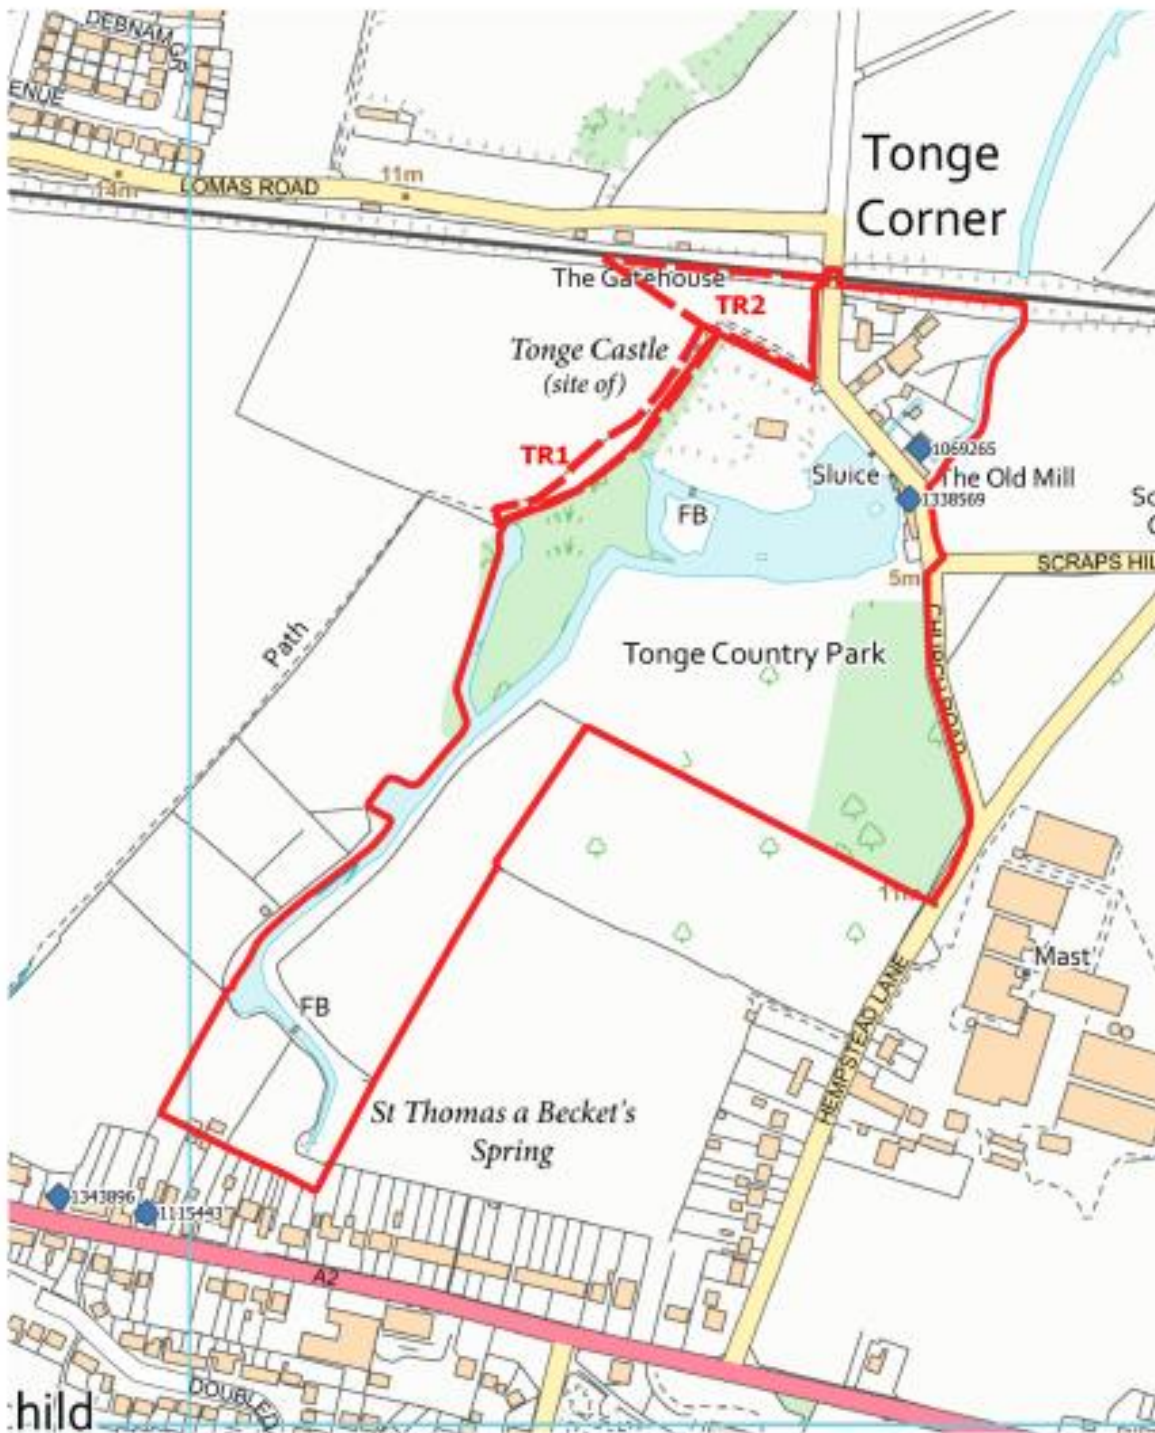 DEBNAM GR
ENUE
Tonge
Corner
11m
14m
LOMAS ROAD
The Gatehouse
TR2
Tonge Castle
(site of)
TR1
1069265
Sluice
The Old Mill
1338569
FB
SCRAPS HIL
5m
Path
Tonge Country Park
CHURCH ROAD
Mast
HEMPSTEAD LANE
FB
St Thomas a Becket's
Spring
1343896
1115443
A2
DOUBLED
hild